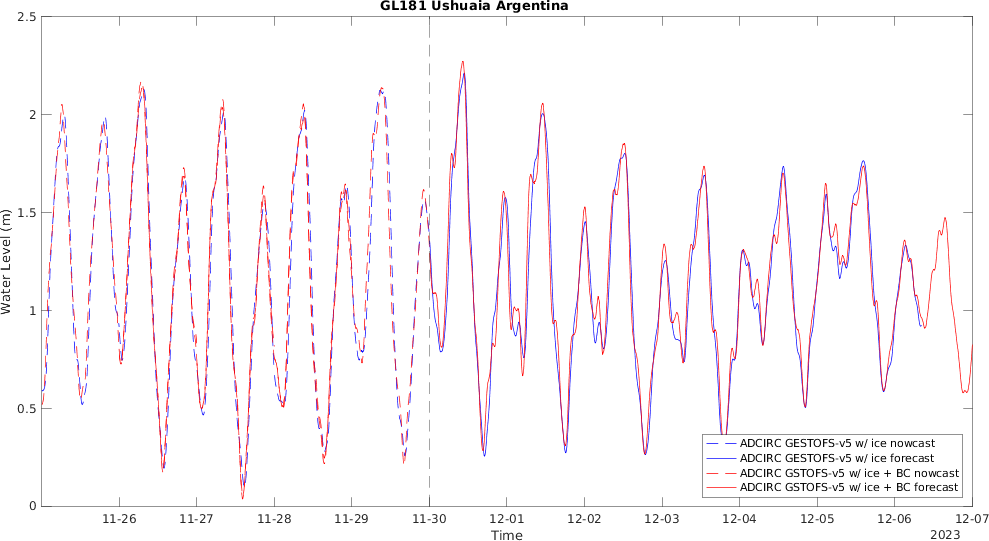 GL181 Ushuaia Argentina
2.5
2
1.5
1
0.5
0
Water Level (m)
11-26 11-27 11-28 11-29 11-30 12-01 12-02 12-03 12-04 12-05 12-06 12-07
Time
2023
ADCIRC GESTOFS-v5 w/ ice nowcast
ADCIRC GESTOFS-v5 w/ ice forecast
ADCIRC GSTOFS-v5 w/ ice + BC nowcast
ADCIRC GSTOFS-v5 w/ ice + BC forecast